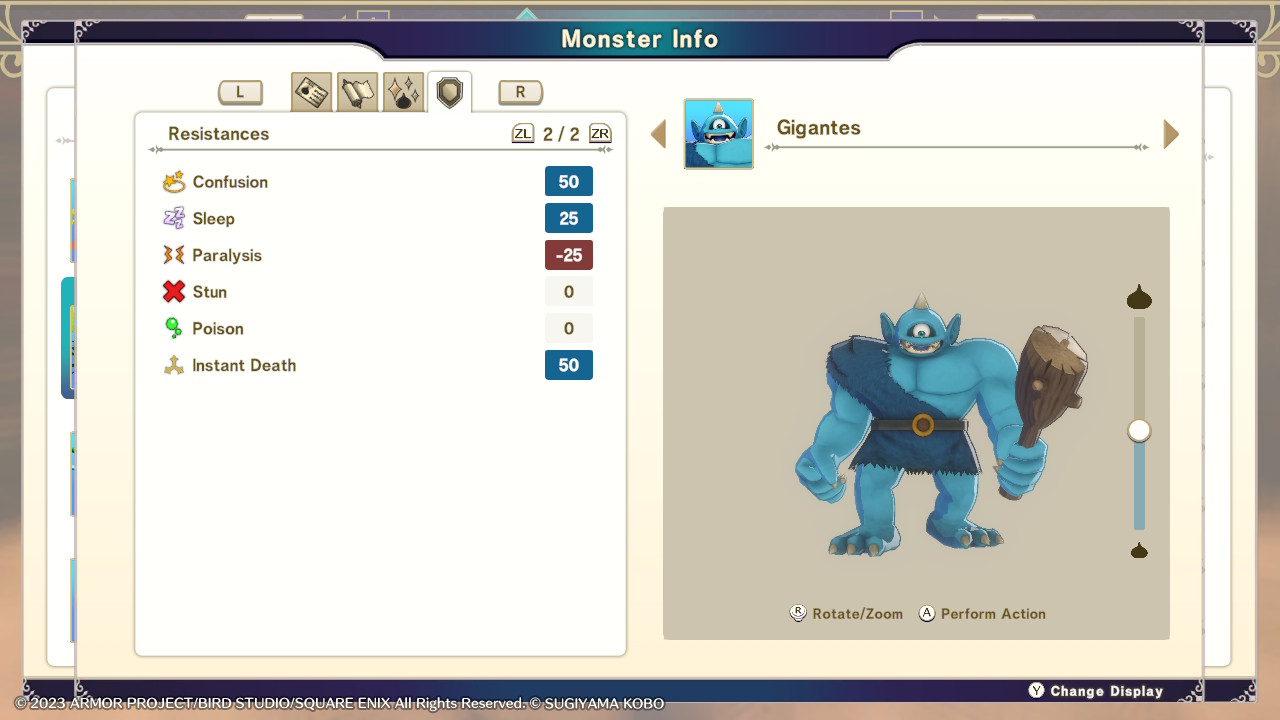 Monster Info
L
R
Resistances
ZL 2 / 2 ZR
Gigantes
Confusion 50
Sleep 25
Paralysis -25
Stun 0
Poison 0
Instant Death 50
R Rotate/Zoom A Perform Action
Y Change Display
© 2023 ARMOR PROJECT/BIRD STUDIO/SQUARE ENIX All Rights Reserved. © SUGIYAMA KOBO